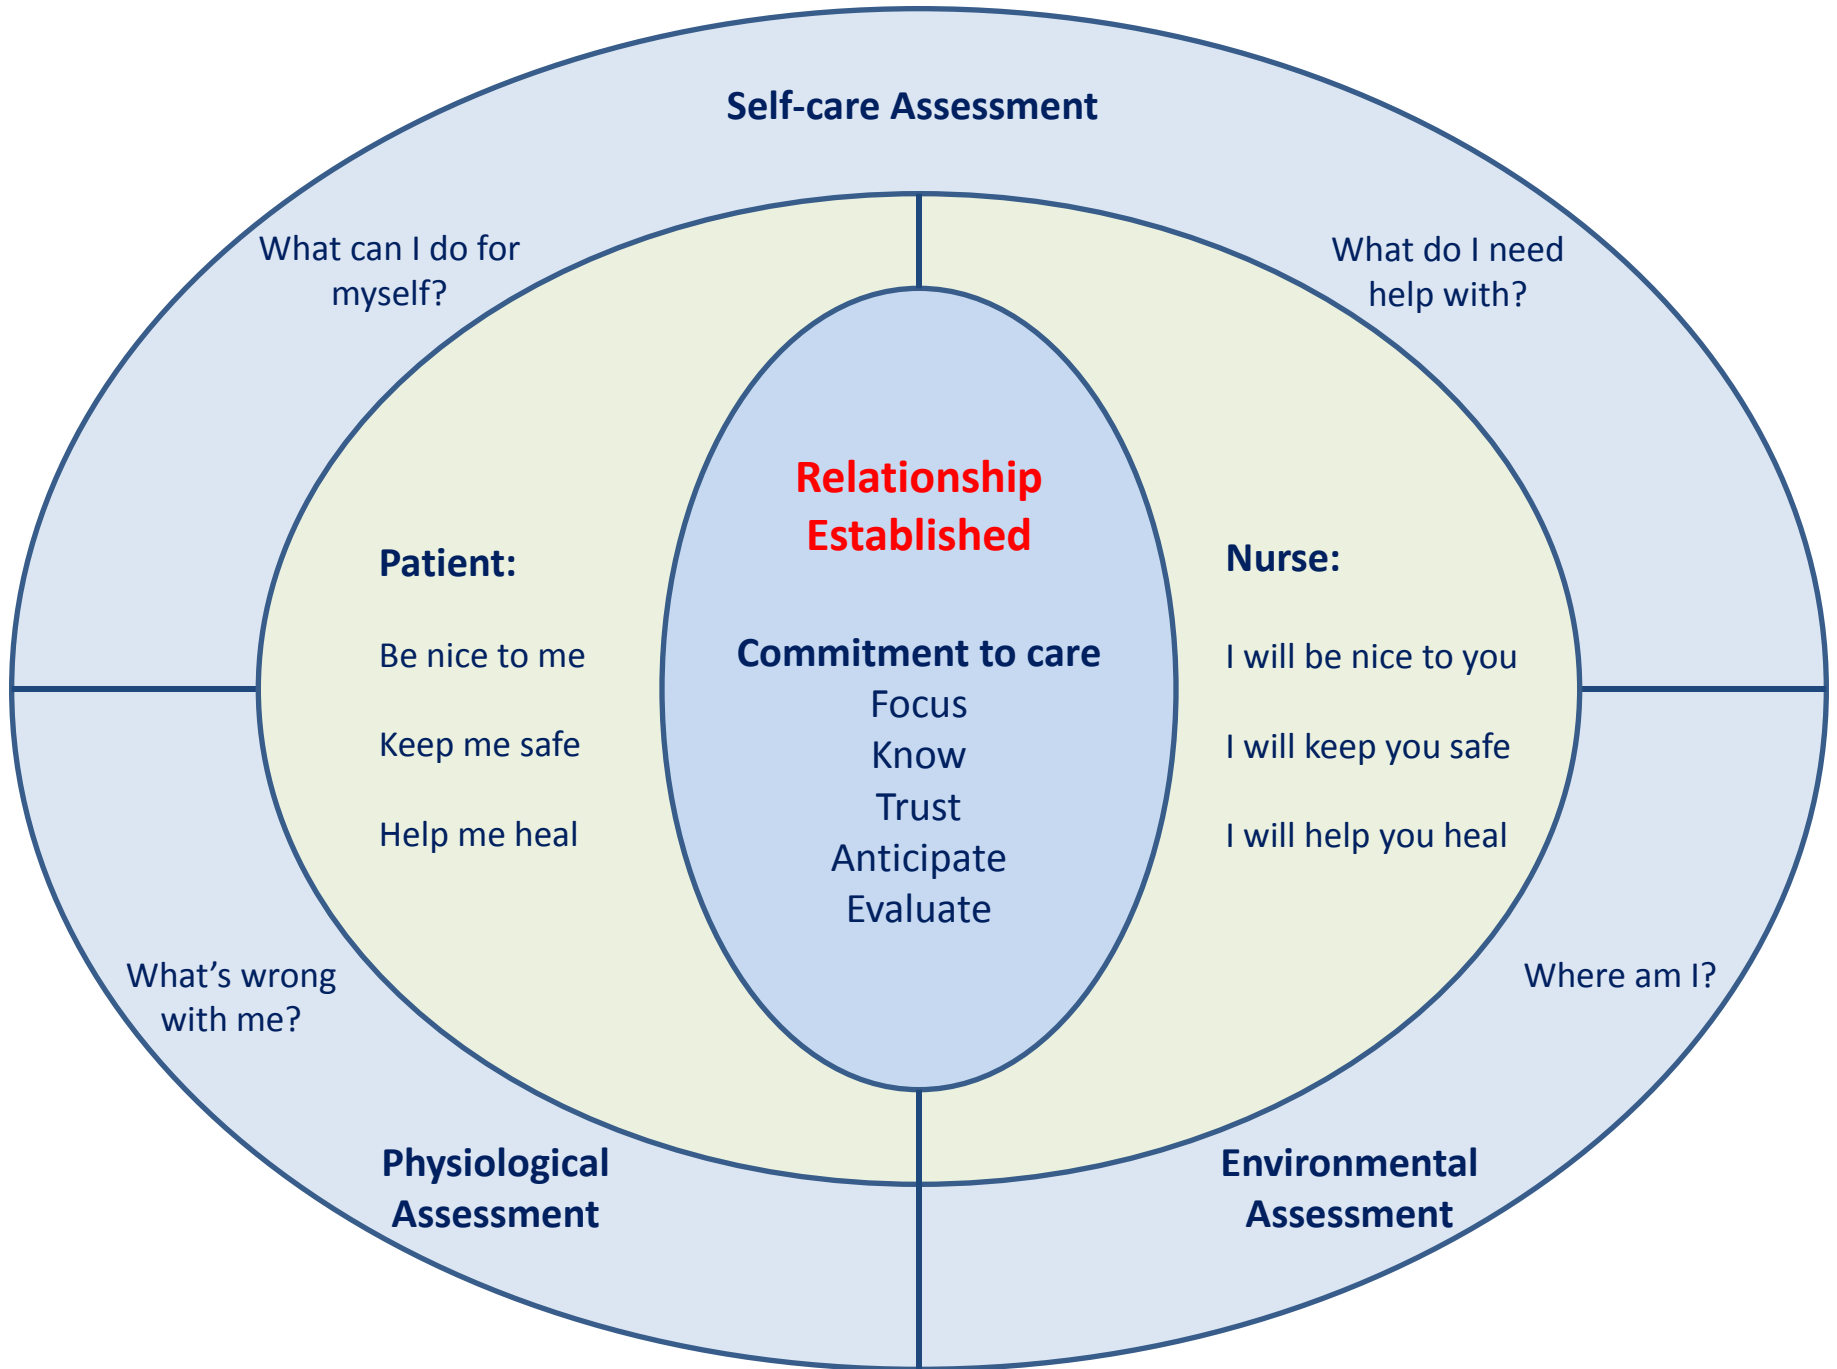 Self-care Assessment
What can I do for
myself?
What do I need
help with?
Relationship
Established
Patient:
Be nice to me
Keep me safe
Help me heal
Commitment to care
Focus
Know
Trust
Anticipate
Evaluate
Nurse:
I will be nice to you
I will keep you safe
I will help you heal
What’s wrong
with me?
Where am I?
Physiological
Assessment
Environmental
Assessment